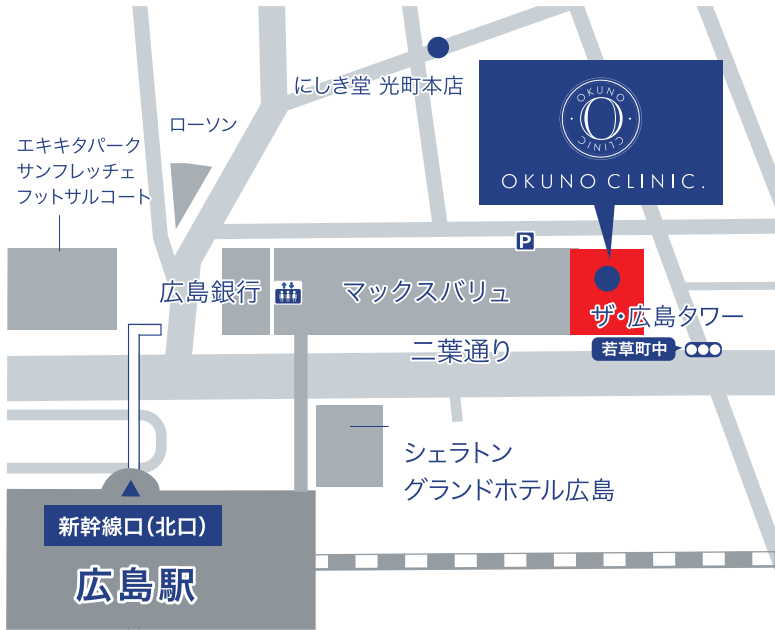 にしき堂 光町本店
ローソン
エキキタパーク
サンフレッチェ
フットサルコート
OKUNO
CLINIC
OKUNO CLINIC.
P
広島銀行
マックスバリュ
ザ・広島タワー
二葉通り
若草町中
シェラトン
グランドホテル広島
新幹線口(北口)
広島駅